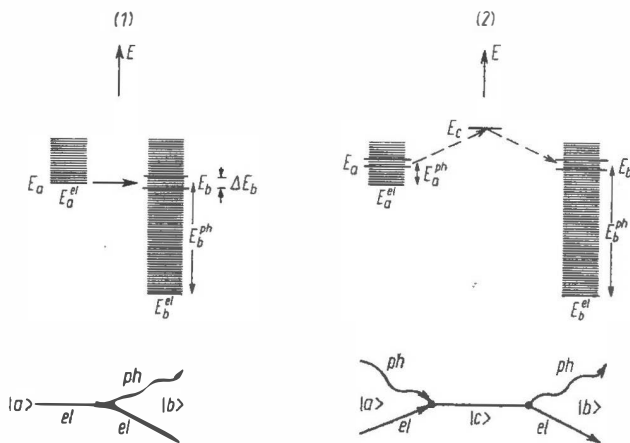 (1)
E
E_a
E_a^el
E_b
ΔE_b
E_b^ph
E_b^el
ph
|a>
el
el
|b>
(2)
E
E_c
E_a
E_a^ph
E_a^el
E_b
E_b^ph
E_b^el
ph
ph
|a>
el
|c>
el
|b>